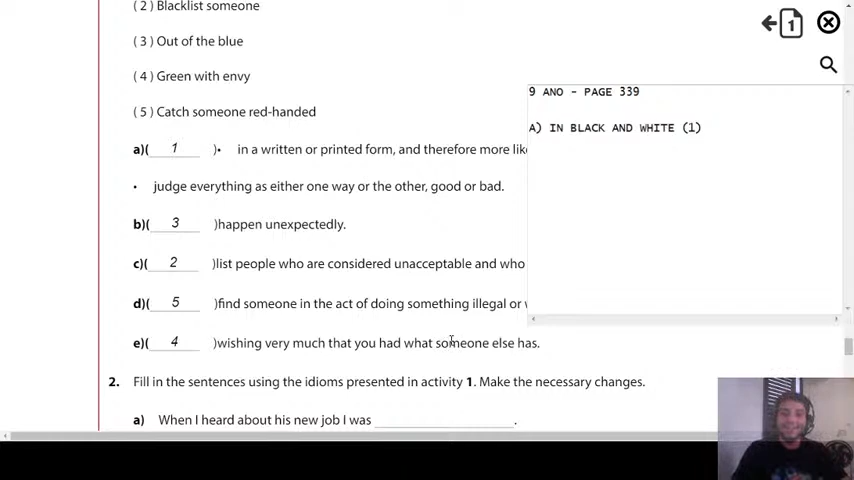 ( 2 ) Blacklist someone
( 3 ) Out of the blue
( 4 ) Green with envy
( 5 ) Catch someone red-handed
a)( 1 )• in a written or printed form, and therefore more like
• judge everything as either one way or the other, good or bad.
b)( 3 )happen unexpectedly.
c)( 2 )list people who are considered unacceptable and who
d)( 5 )find someone in the act of doing something illegal or
e)( 4 )wishing very much that you had what someone else has.
2. Fill in the sentences using the idioms presented in activity 1. Make the necessary changes.
a) When I heard about his new job I was ________________.
1
9 ANO - PAGE 339
A) IN BLACK AND WHITE (1)